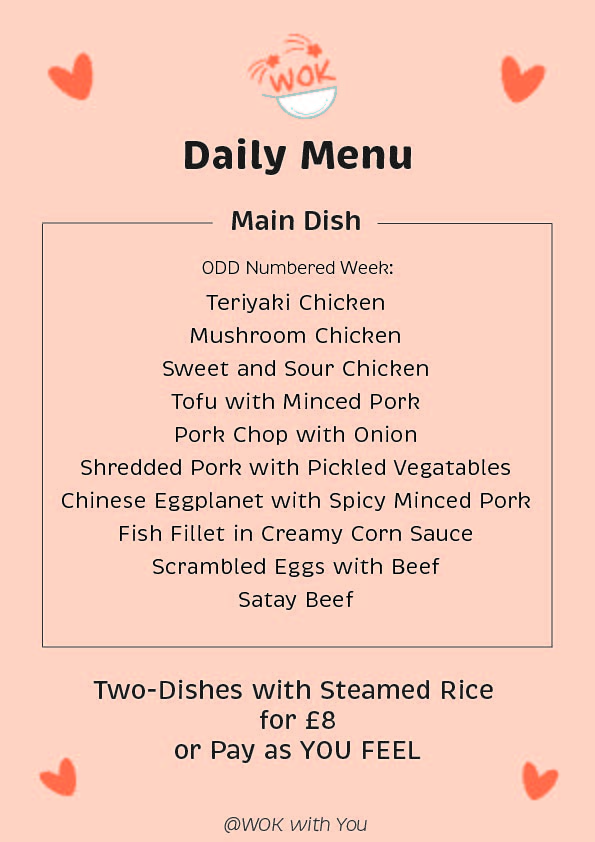 WOK
Daily Menu
Main Dish
ODD Numbered Week:
Teriyaki Chicken
Mushroom Chicken
Sweet and Sour Chicken
Tofu with Minced Pork
Pork Chop with Onion
Shredded Pork with Pickled Vegatables
Chinese Eggplanet with Spicy Minced Pork
Fish Fillet in Creamy Corn Sauce
Scrambled Eggs with Beef
Satay Beef
Two-Dishes with Steamed Rice
for £8
or Pay as YOU FEEL
@WOK with You